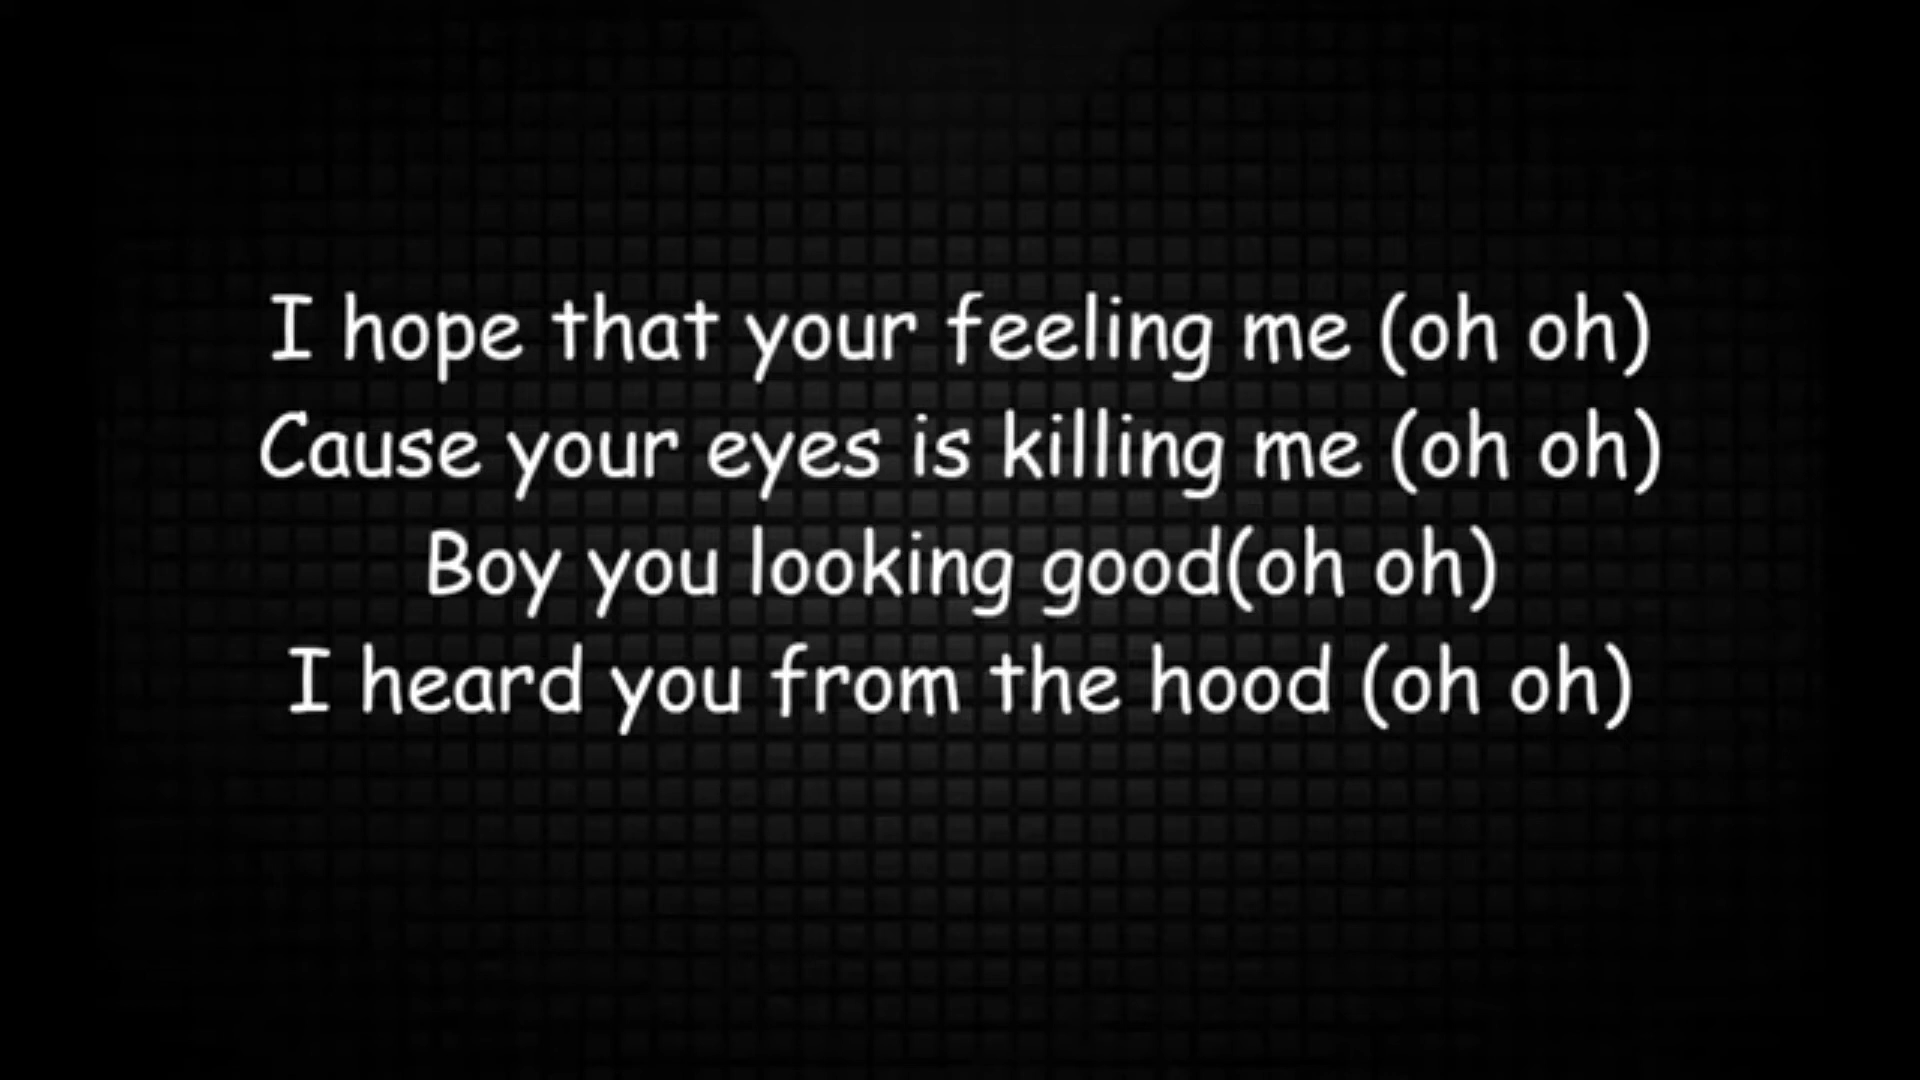 I hope that your feeling me (oh oh)
Cause your eyes is killing me (oh oh)
Boy you looking good(oh oh)
I heard you from the hood (oh oh)